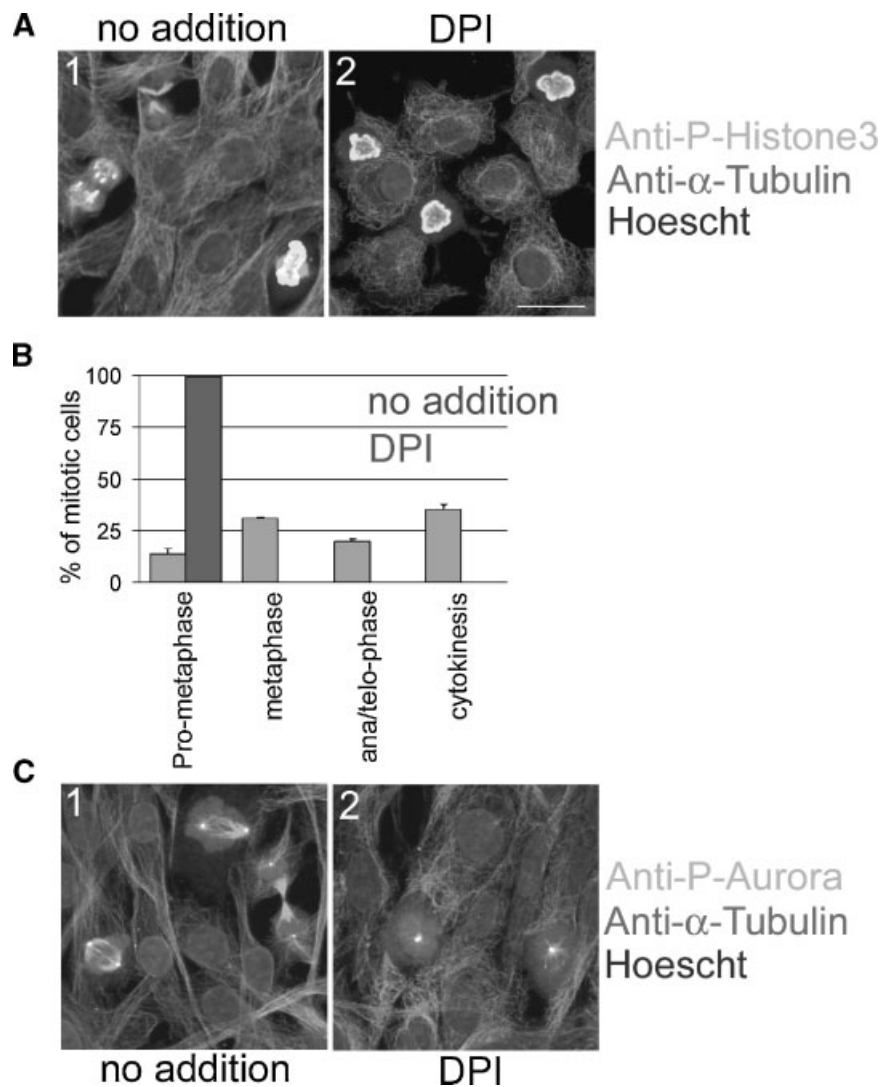 A
no addition
DPI
1
2
Anti-P-Histone3
Anti-α-Tubulin
Hoescht
B
% of mitotic cells
100
75
50
25
0
no addition
DPI
Pro-metaphase
metaphase
ana/telo-phase
cytokinesis
C
1
2
Anti-P-Aurora
Anti-α-Tubulin
Hoescht
no addition
DPI